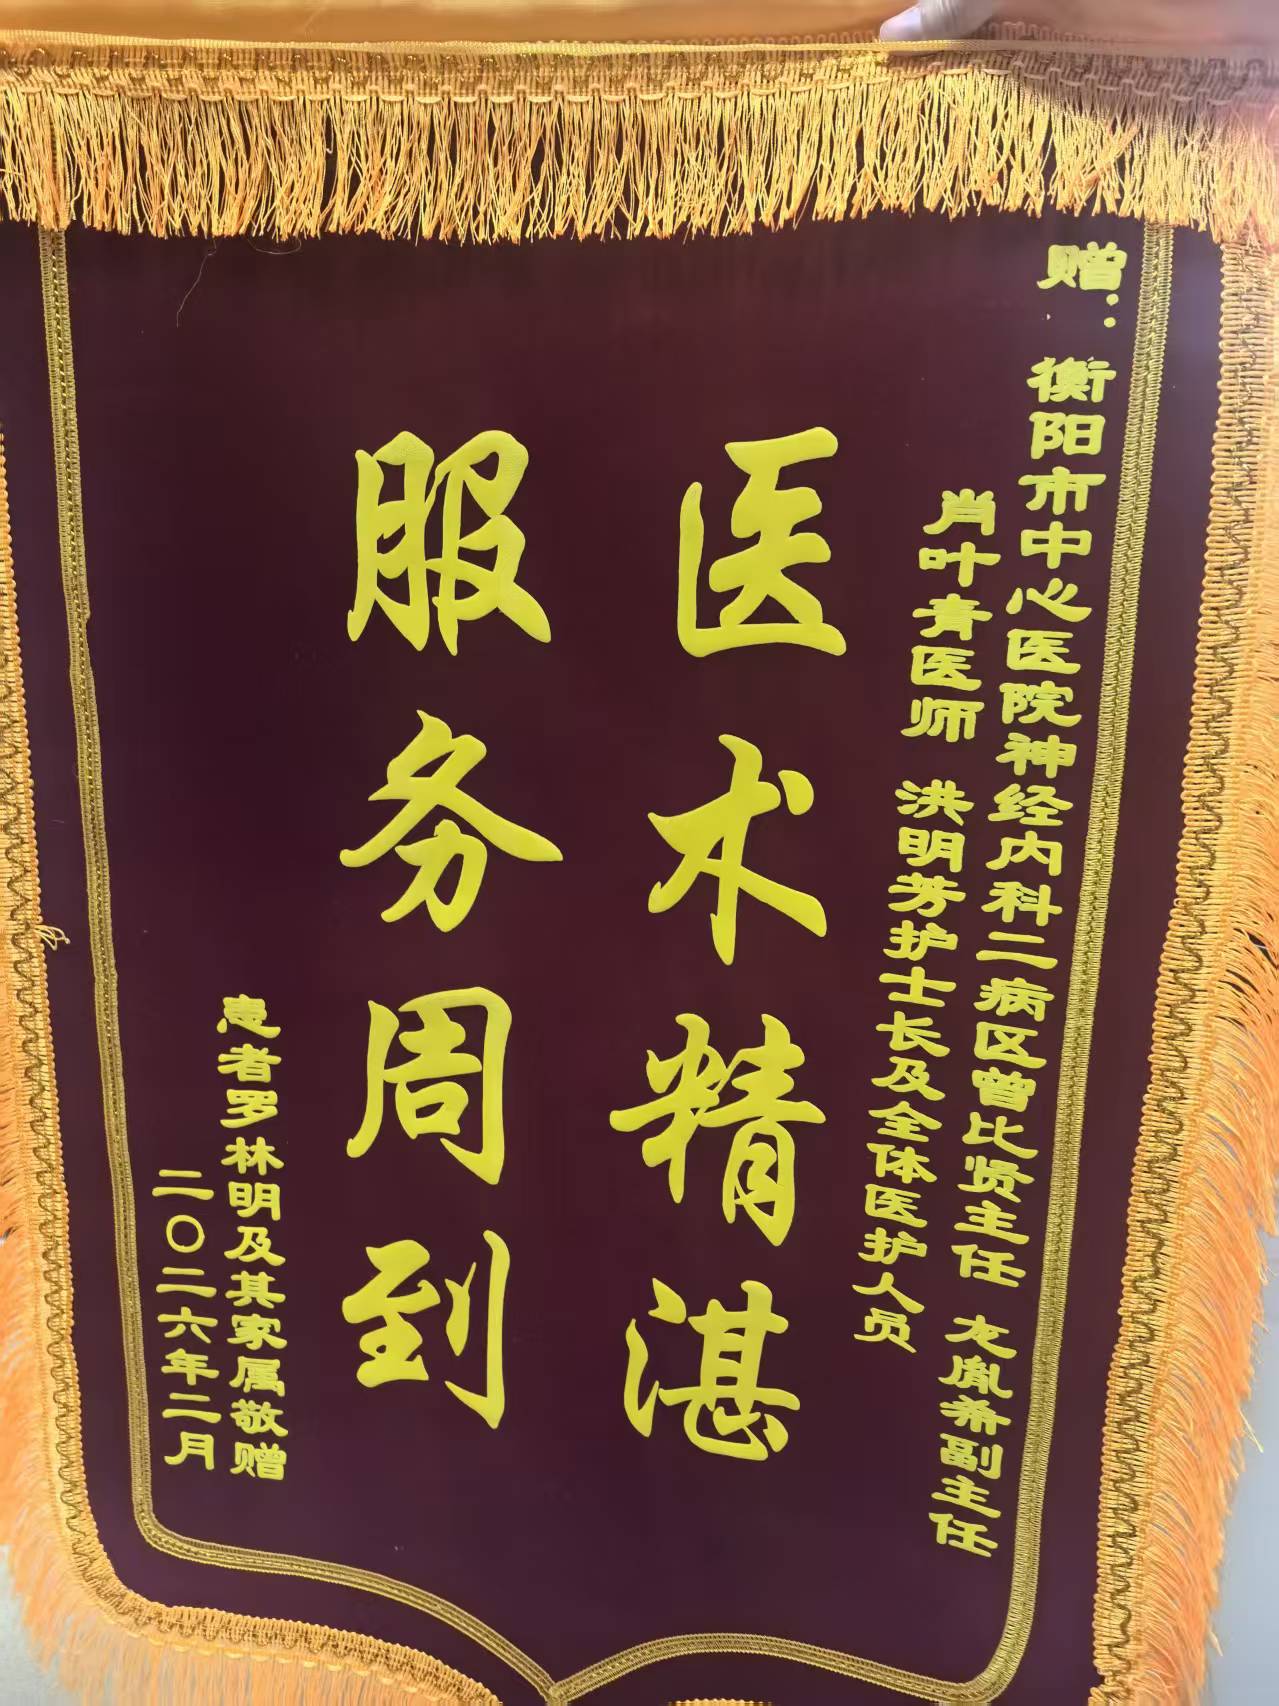 赠：衡阳市中心医院神经内科二病区曾比贤主任 龙胤希副主任
肖叶青医师 洪明芳护士长及全体医护人员
医术精湛
服务周到
患者罗林明及其家属敬赠
二〇二六年二月